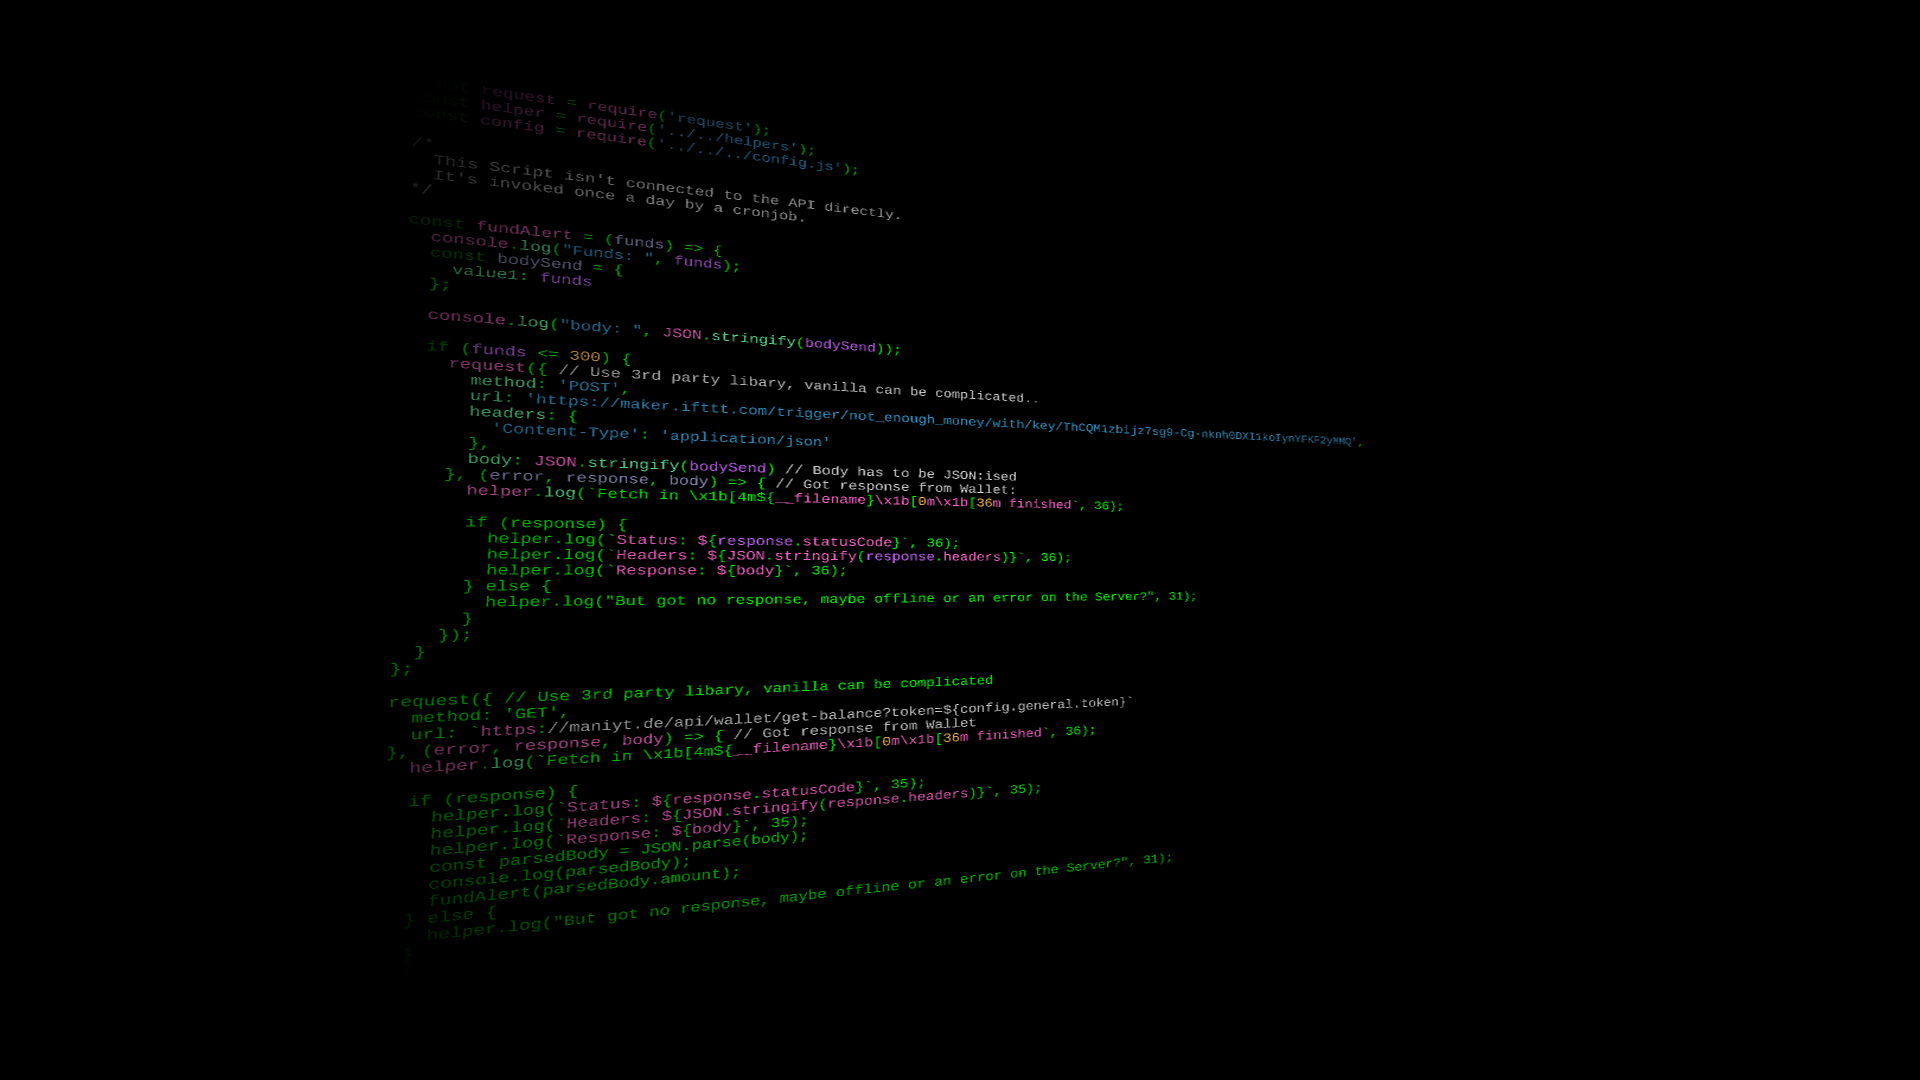 const request = require('request');
const helper = require('../../helpers');
const config = require('../../../config.js');
/*
This Script isn't connected to the API directly.
It's invoked once a day by a cronjob.
*/
const fundAlert = (funds) => {
console.log("Funds: ", funds);
const bodySend = {
value1: funds
};
console.log("body: ", JSON.stringify(bodySend));
if (funds <= 300) {
request({ // Use 3rd party libary, vanilla can be complicated..
method: 'POST',
url: 'https://maker.ifttt.com/trigger/not_enough_money/with/key/
headers: {
'Content-Type': 'application/json'
},
body: JSON.stringify(bodySend) // Body has to be JSON:ised
}, (error, response, body) => { // Got response from Wallet:
helper.log(`Fetch in \x1b[4m${__filename}\x1b[0m\x1b[36m finished`, 36);
if (response) {
helper.log(`Status: ${response.statusCode}`, 36);
helper.log(`Headers: ${JSON.stringify(response.headers)}`, 36);
helper.log(`Response: ${body}`, 36);
} else {
helper.log("But got no response, maybe offline or an error on the Server?", 31);
}
});
}
};
request({ // Use 3rd party libary, vanilla can be complicated
method: 'GET',
url: `https://maniyt.de/api/wallet/get-balance?token=${config.general.token}`
}, (error, response, body) => { // Got response from Wallet
helper.log(`Fetch in \x1b[4m${__filename}\x1b[0m\x1b[36m finished`, 36);
if (response) {
helper.log(`Status: ${response.statusCode}`, 35);
helper.log(`Headers: ${JSON.stringify(response.headers)}`, 35);
helper.log(`Response: ${body}`, 35);
const parsedBody = JSON.parse(body);
console.log(parsedBody);
fundAlert(parsedBody.amount);
} else {
helper.log("But got no response, maybe offline or an error on the Server?", 31);
}